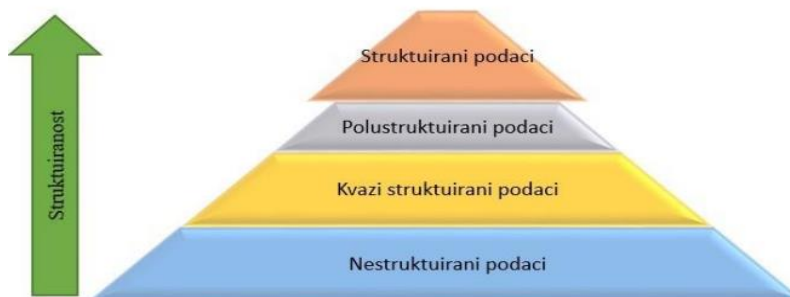 Struktuiranost
Struktuirani podaci
Polustruktuirani podaci
Kvazi struktuirani podaci
Nestruktuirani podaci